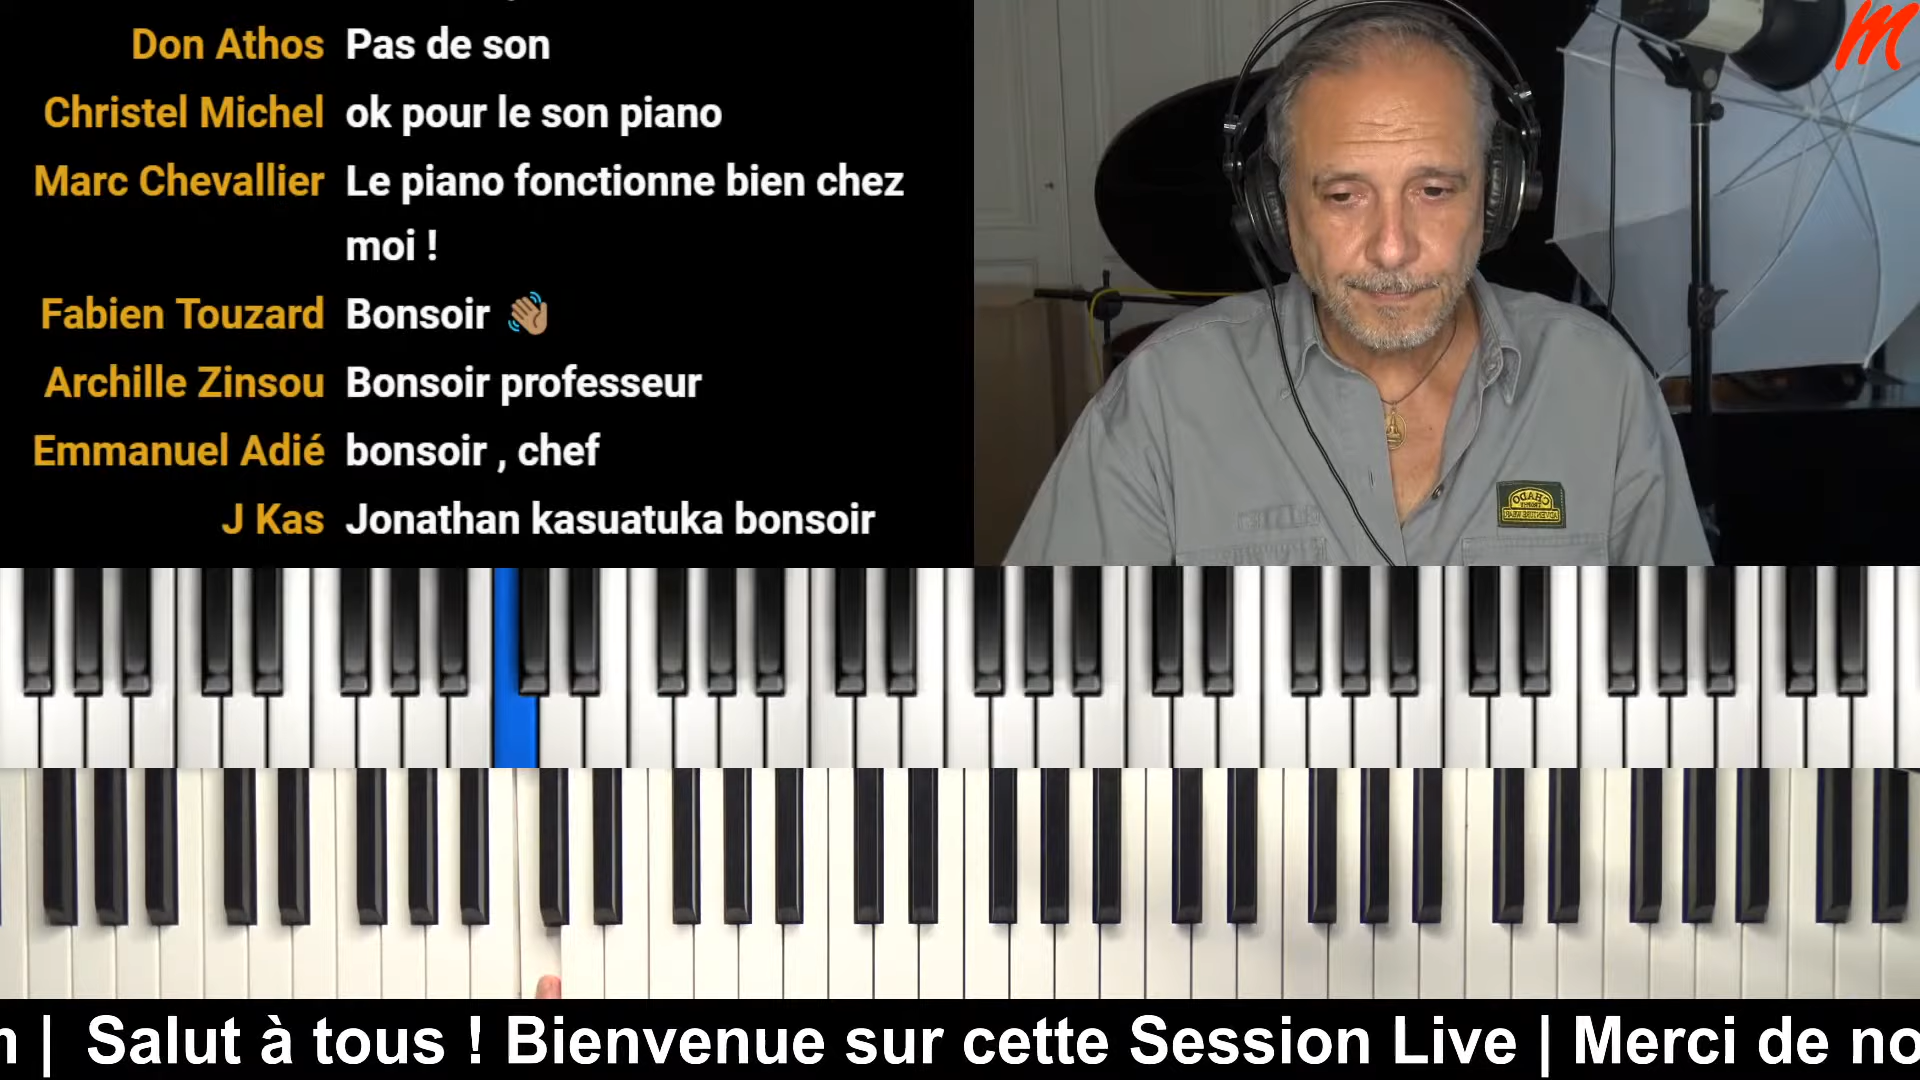 Don Athos Pas de son
Christel Michel ok pour le son piano
Marc Chevallier Le piano fonctionne bien chez
moi !
Fabien Touzard Bonsoir 👋🏽
Archille Zinsou Bonsoir professeur
Emmanuel Adié bonsoir , chef
J Kas Jonathan kasuatuka bonsoir
M
CHADO
| Salut à tous ! Bienvenue sur cette Session Live | Merci de